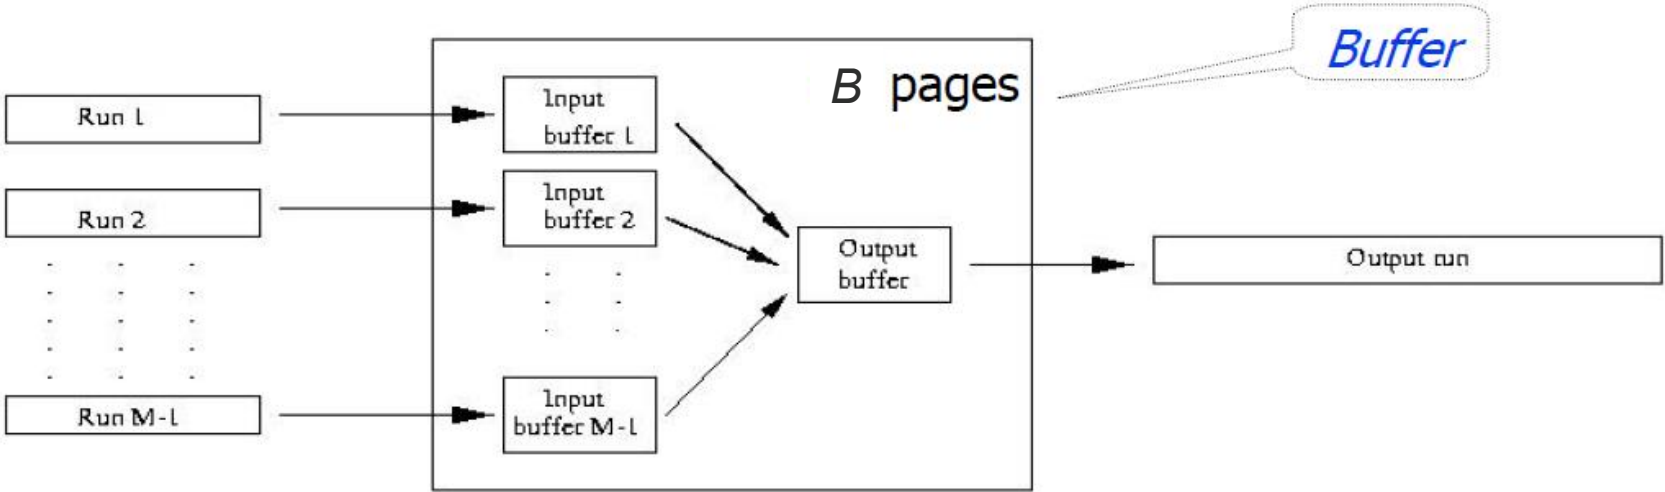 Buffer
B pages
Run 1
Input
buffer 1
Run 2
Input
buffer 2
Output
buffer
Output run
Run M-1
Input
buffer M-1